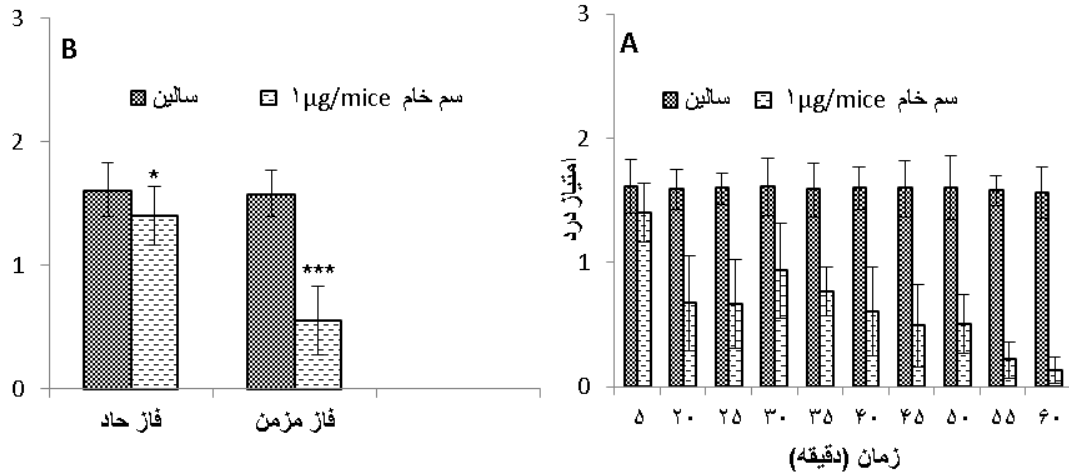 A
3
2
1
0
سالین
سم خام ۱µg/mice
امتیاز درد
۵ ۲۰ ۲۵ ۳۰ ۳۵ ۴۰ ۴۵ ۵۰ ۵۵ ۶۰
زمان (دقیقه)
B
3
2
1
0
سالین
سم خام ۱µg/mice
*
***
فاز حاد
فاز مزمن